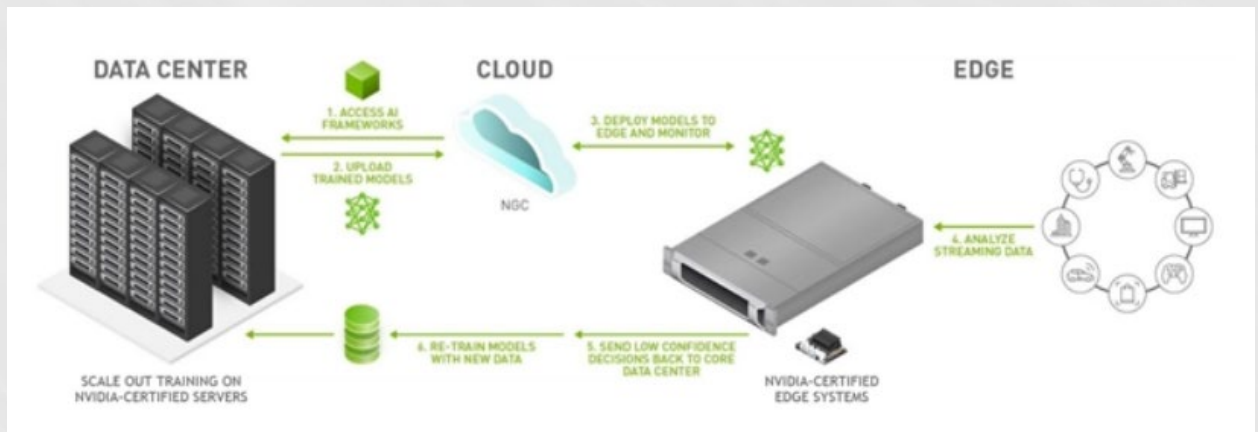 DATA CENTER
CLOUD
EDGE
1. ACCESS AI
FRAMEWORKS
2. UPLOAD
TRAINED MODELS
NGC
3. DEPLOY MODELS TO
EDGE AND MONITOR
4. ANALYZE
STREAMING DATA
5. SEND LOW CONFIDENCE
DECISIONS BACK TO CORE
DATA CENTER
6. RE-TRAIN MODELS
WITH NEW DATA
SCALE OUT TRAINING ON
NVIDIA-CERTIFIED SERVERS
NVIDIA-CERTIFIED
EDGE SYSTEMS